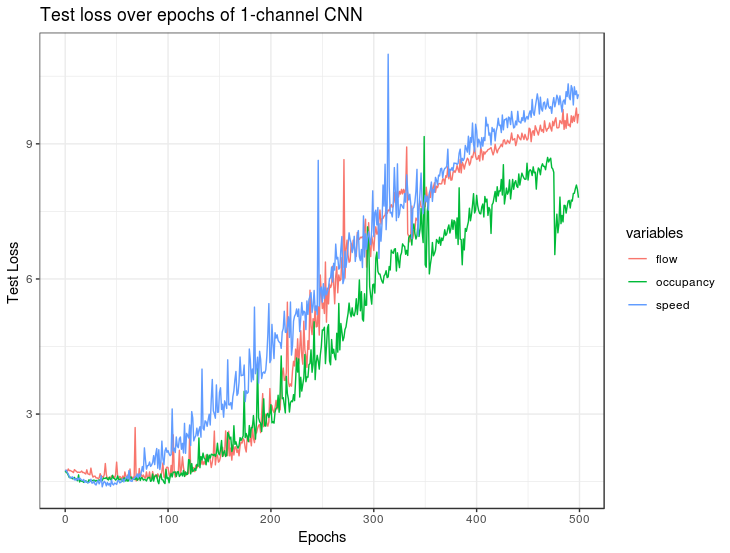 Test loss over epochs of 1-channel CNN
Test Loss
9
6
3
0
100
200
300
400
500
Epochs
variables
flow
occupancy
speed